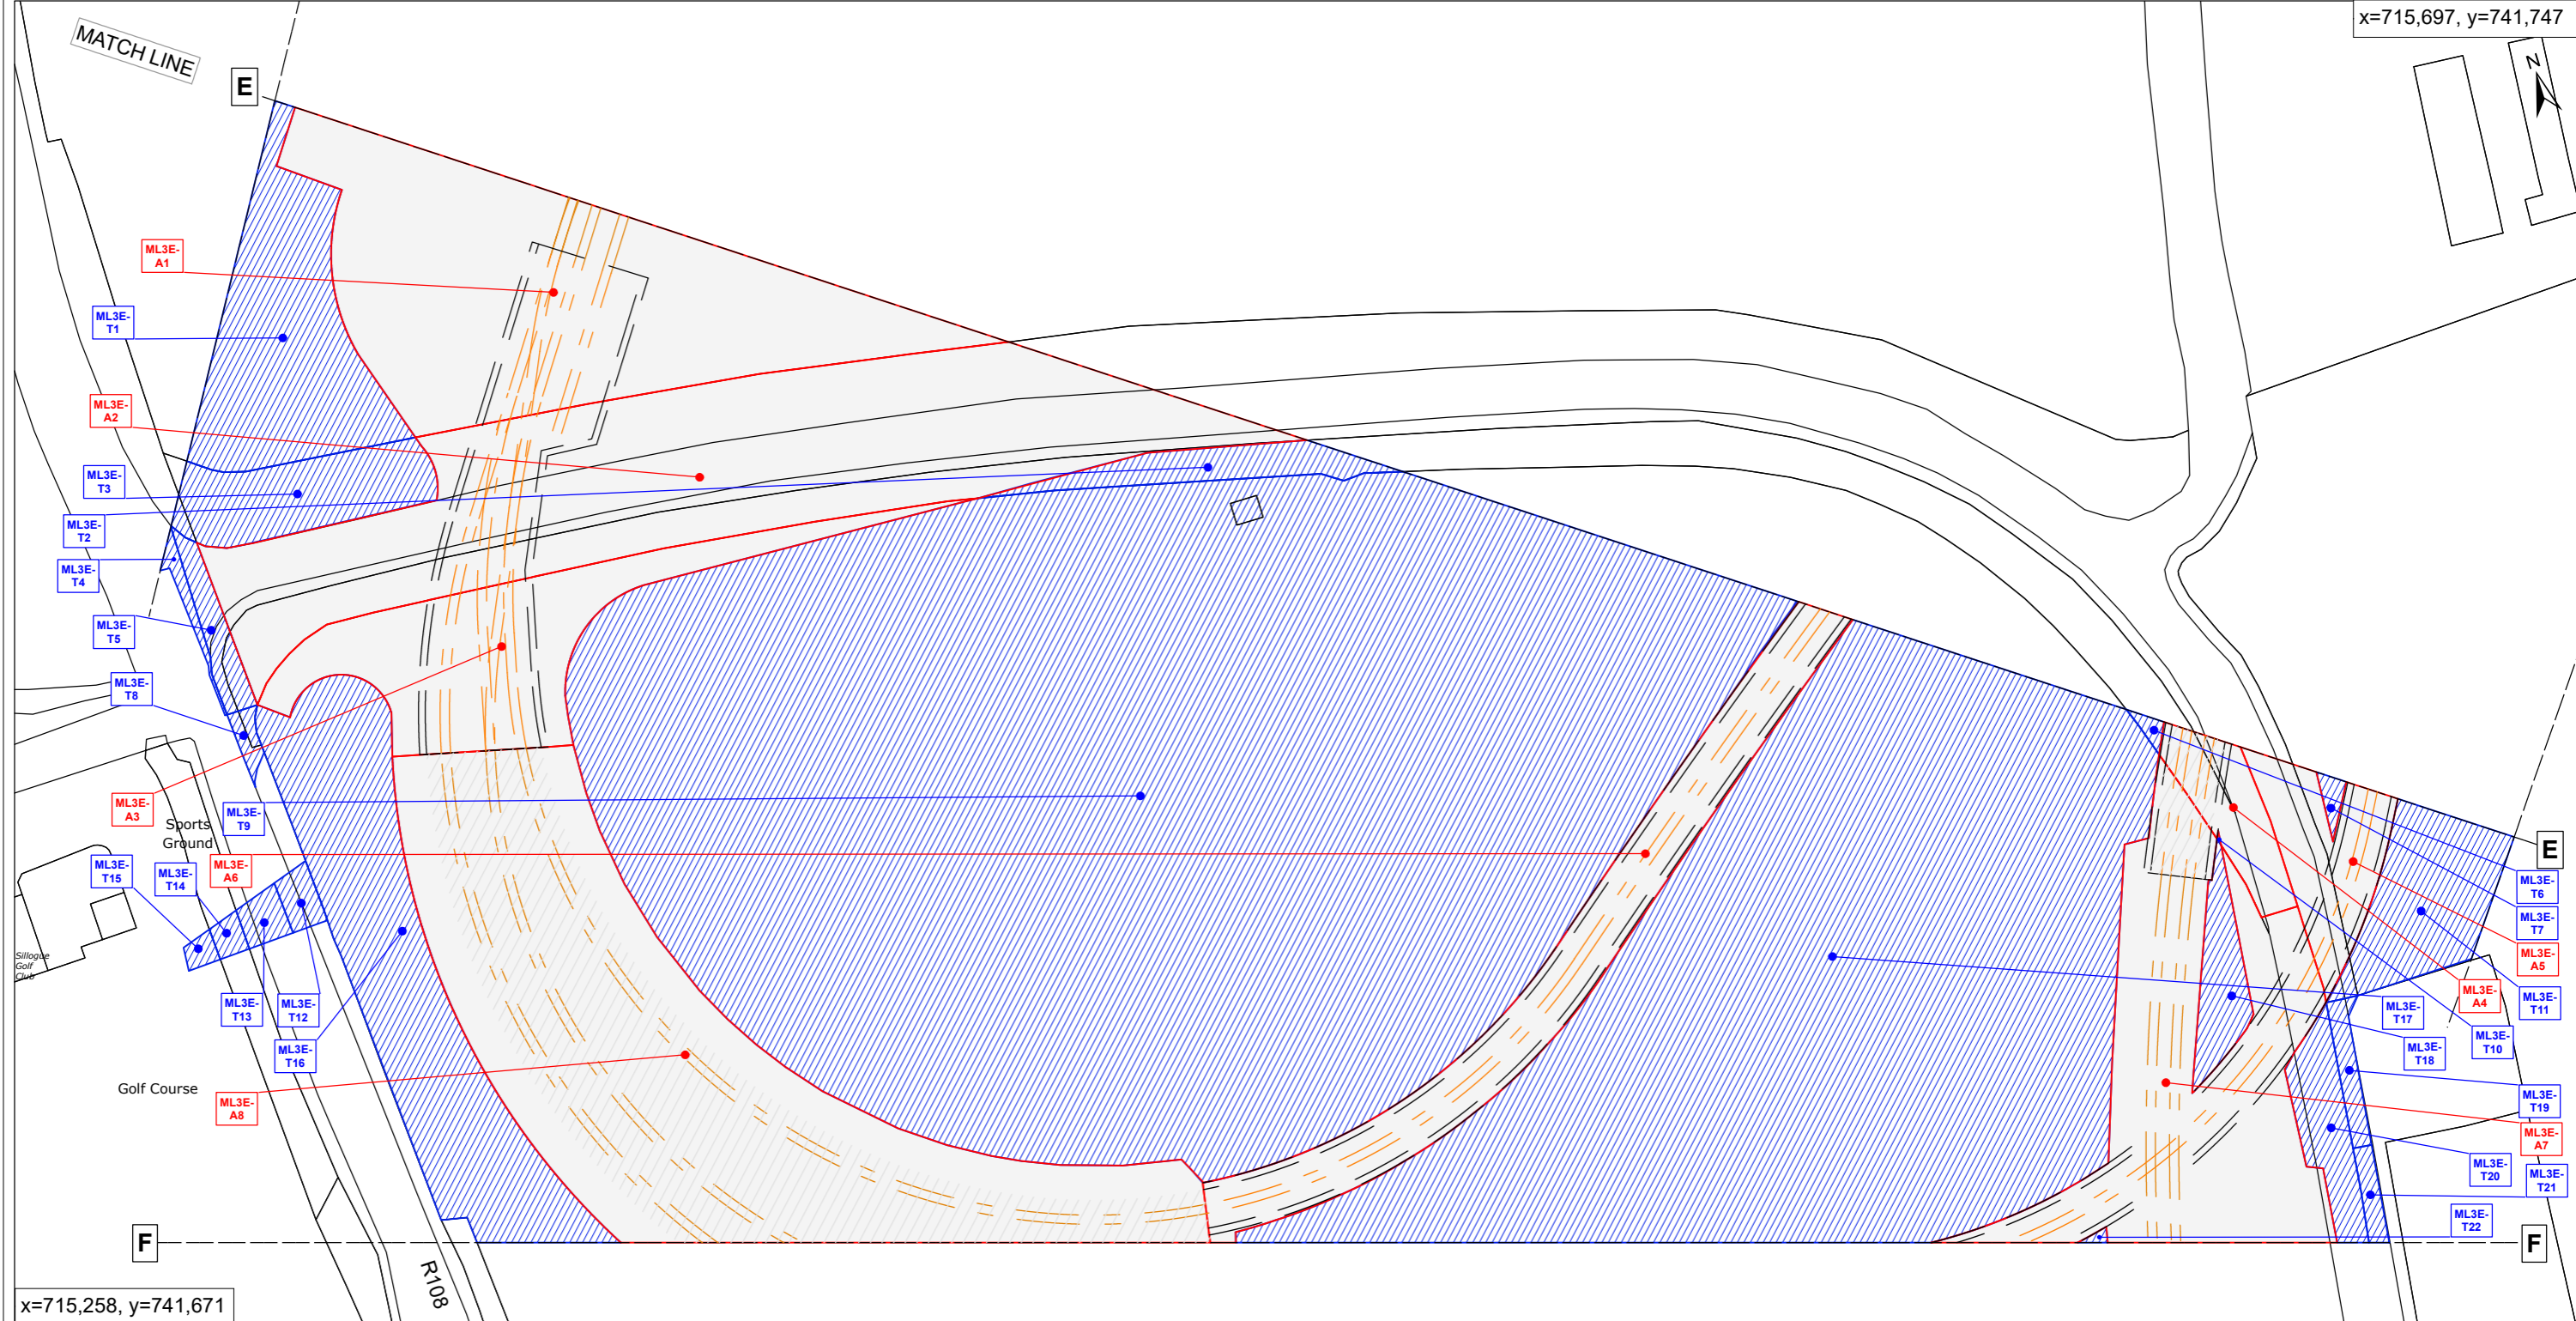 x=715,697, y=741,747
MATCH LINE
N
E
ML3E-
A1
ML3E-
T1
ML3E-
A2
ML3E-
T3
ML3E-
T2
ML3E-
T4
ML3E-
T5
ML3E-
T8
ML3E-
A3
ML3E-
T9
Sports
Ground
ML3E-
A6
ML3E-
T15
ML3E-
T14
Sillogue
Golf
Club
ML3E-
T13
ML3E-
T12
ML3E-
T16
Golf Course
ML3E-
A8
E
ML3E-
T6
ML3E-
T7
ML3E-
A5
ML3E-
A4
ML3E-
T11
ML3E-
T17
ML3E-
T10
ML3E-
T18
ML3E-
T19
ML3E-
A7
ML3E-
T20
ML3E-
T21
ML3E-
T22
F
F
R108
x=715,258, y=741,671